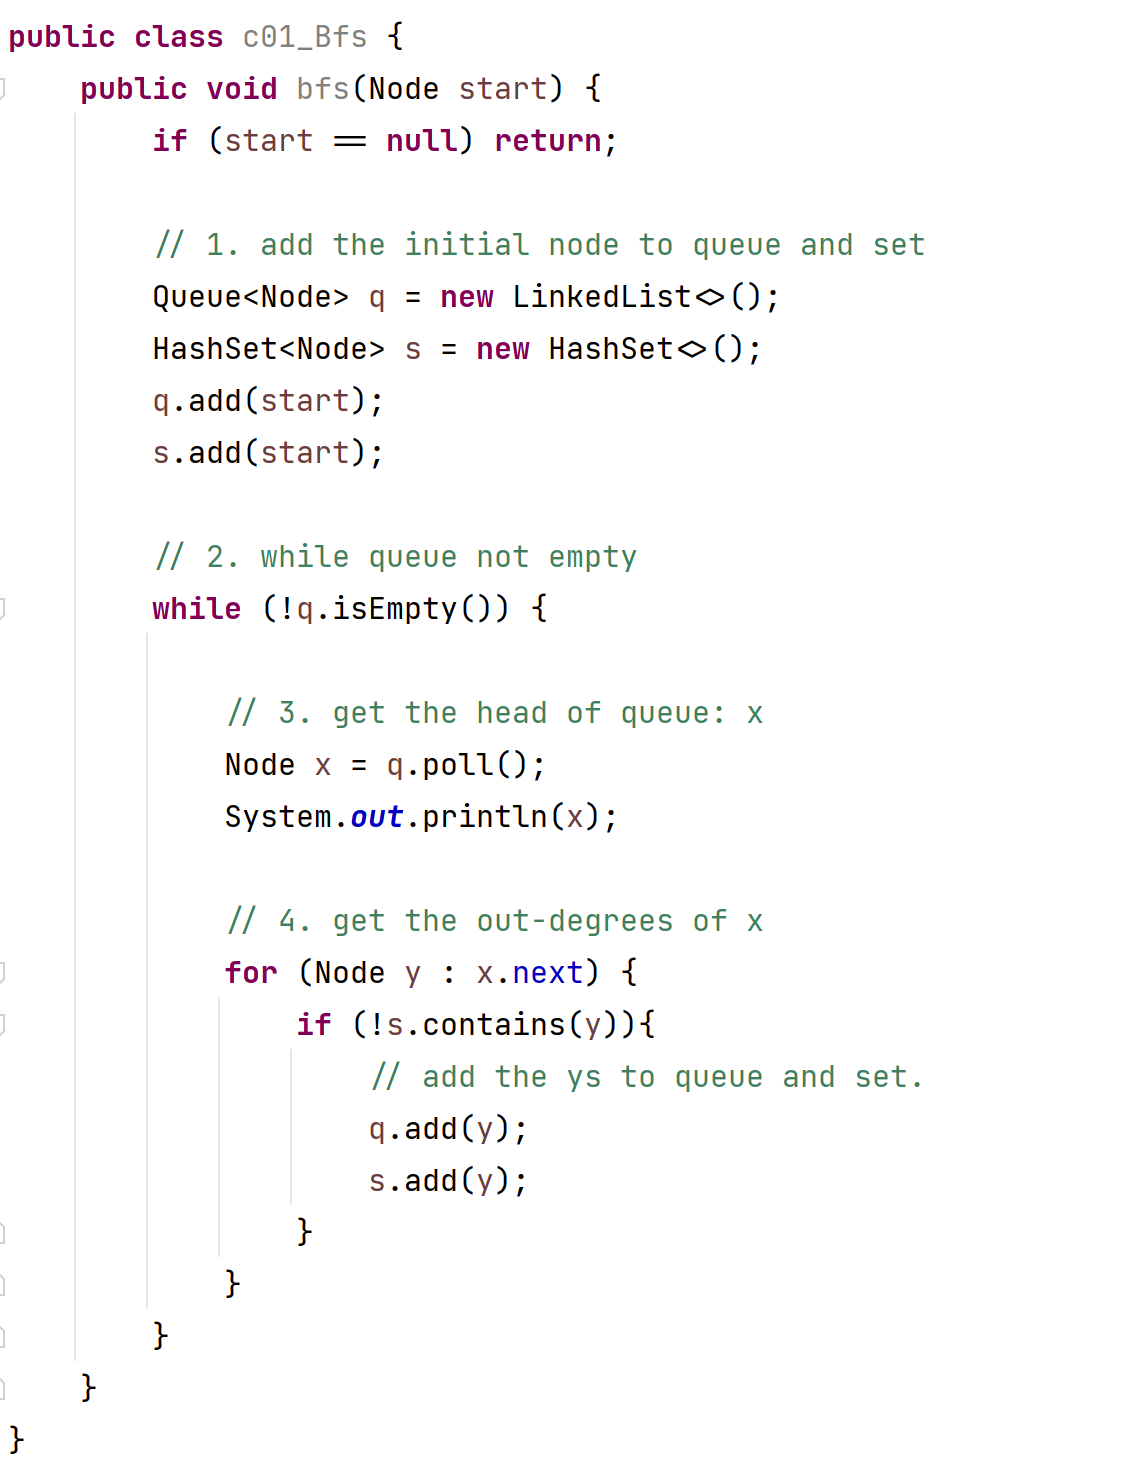 public class c01_Bfs {
    public void bfs(Node start) {
        if (start == null) return;

        // 1. add the initial node to queue and set
        Queue<Node> q = new LinkedList<>();
        HashSet<Node> s = new HashSet<>();
        q.add(start);
        s.add(start);

        // 2. while queue not empty
        while (!q.isEmpty()) {

            // 3. get the head of queue: x
            Node x = q.poll();
            System.out.println(x);

            // 4. get the out-degrees of x
            for (Node y : x.next) {
                if (!s.contains(y)){
                    // add the ys to queue and set.
                    q.add(y);
                    s.add(y);
                }
            }
        }
    }
}